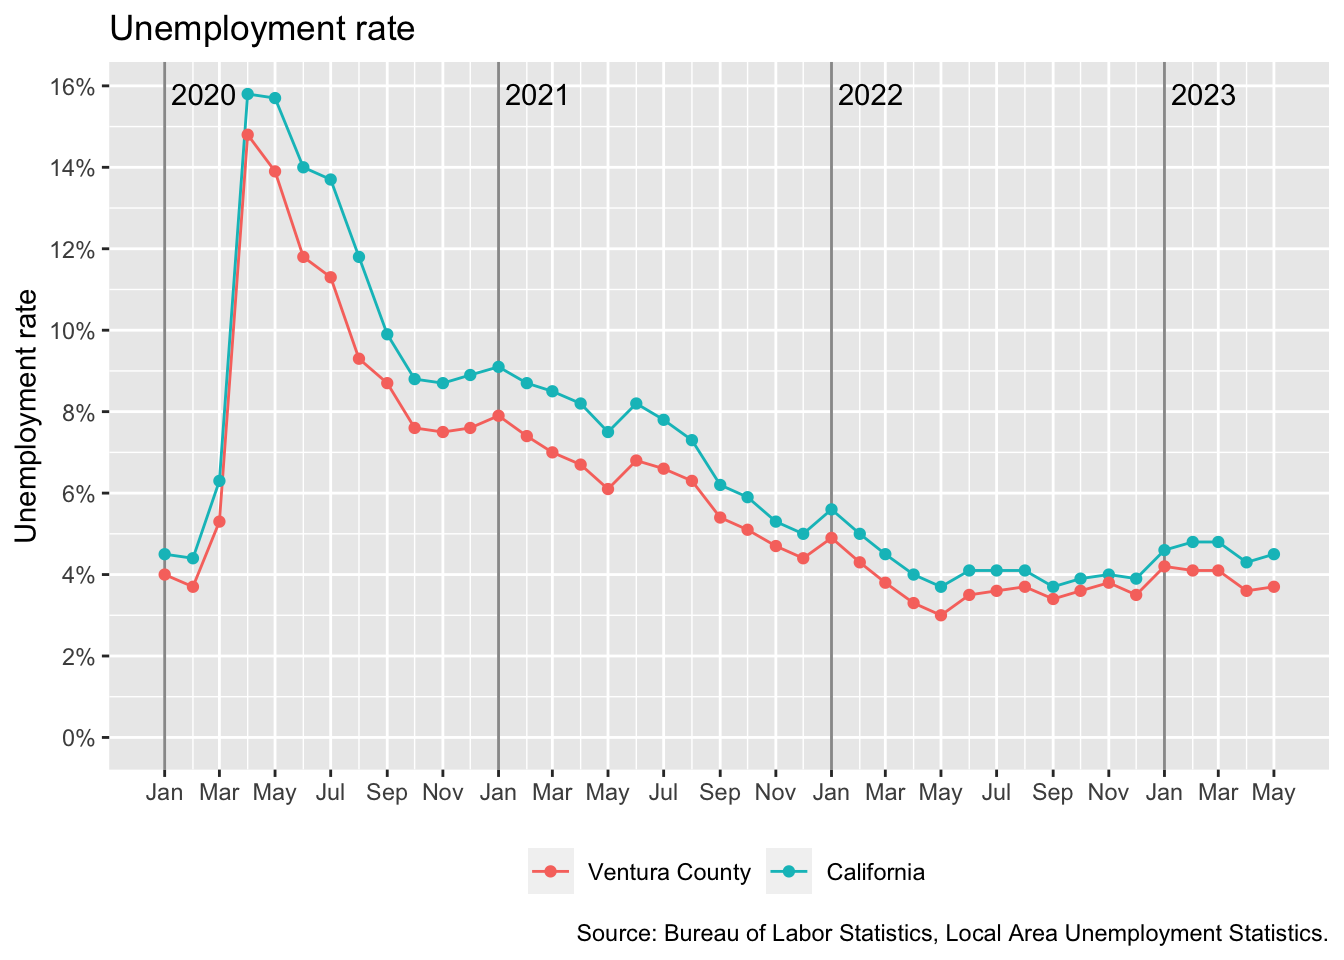 Unemployment rate
16%
14%
12%
10%
8%
6%
4%
2%
0%
Unemployment rate
2020 2021 2022 2023
Jan Mar May Jul Sep Nov Jan Mar May Jul Sep Nov Jan Mar May Jul Sep Nov Jan Mar May
Ventura County California
Source: Bureau of Labor Statistics, Local Area Unemployment Statistics.